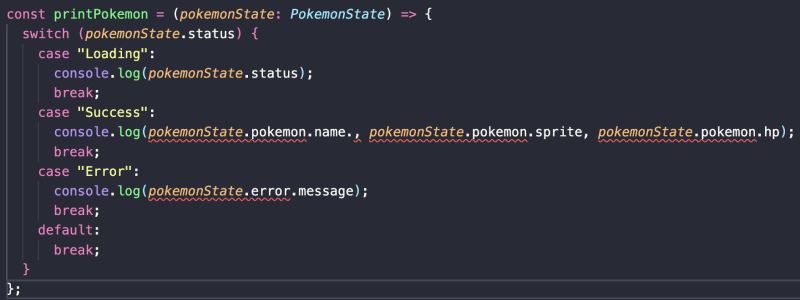 const printPokemon = (pokemonState: PokemonState) => {
switch (pokemonState.status) {
case "Loading":
console.log(pokemonState.status);
break;
case "Success":
console.log(pokemonState.pokemon.name., pokemonState.pokemon.sprite, pokemonState.pokemon.hp);
break;
case "Error":
console.log(pokemonState.error.message);
break;
default:
break;
}
};